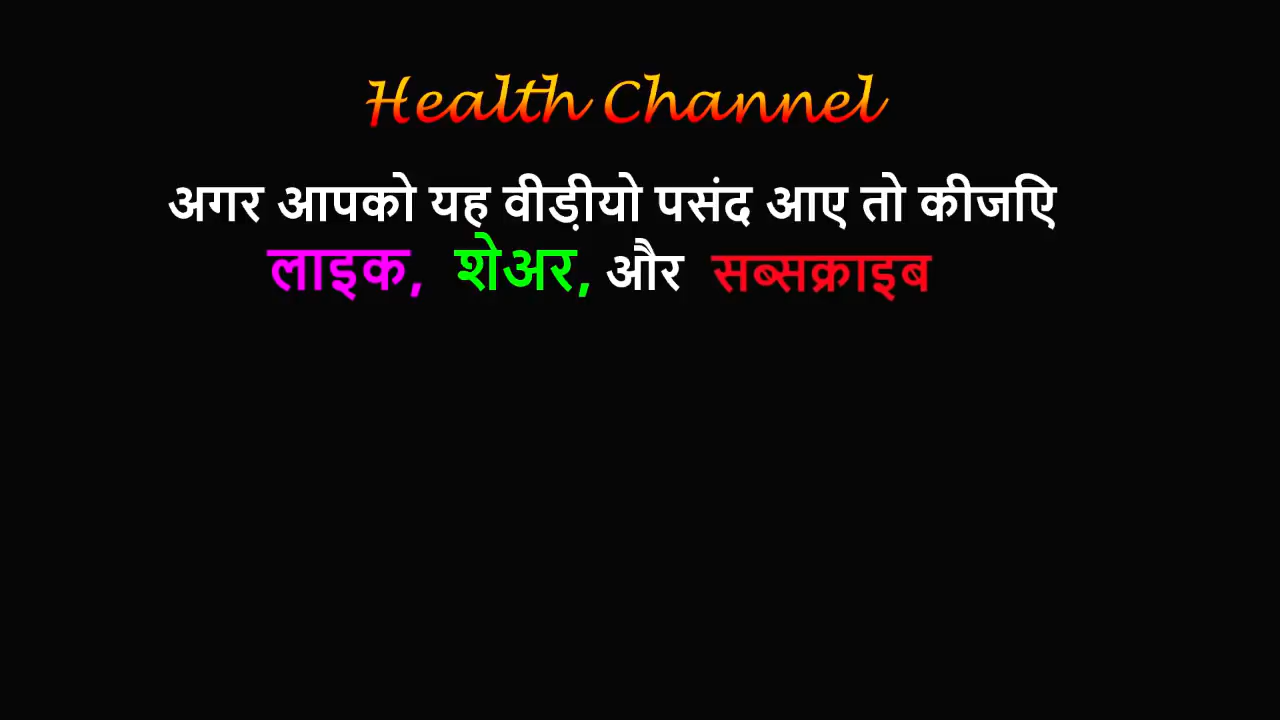 Health Channel
अगर आपको यह वीड़ीयो पसंद आए तो कीजिए
लाइक, शेअर, और सब्सक्राइब